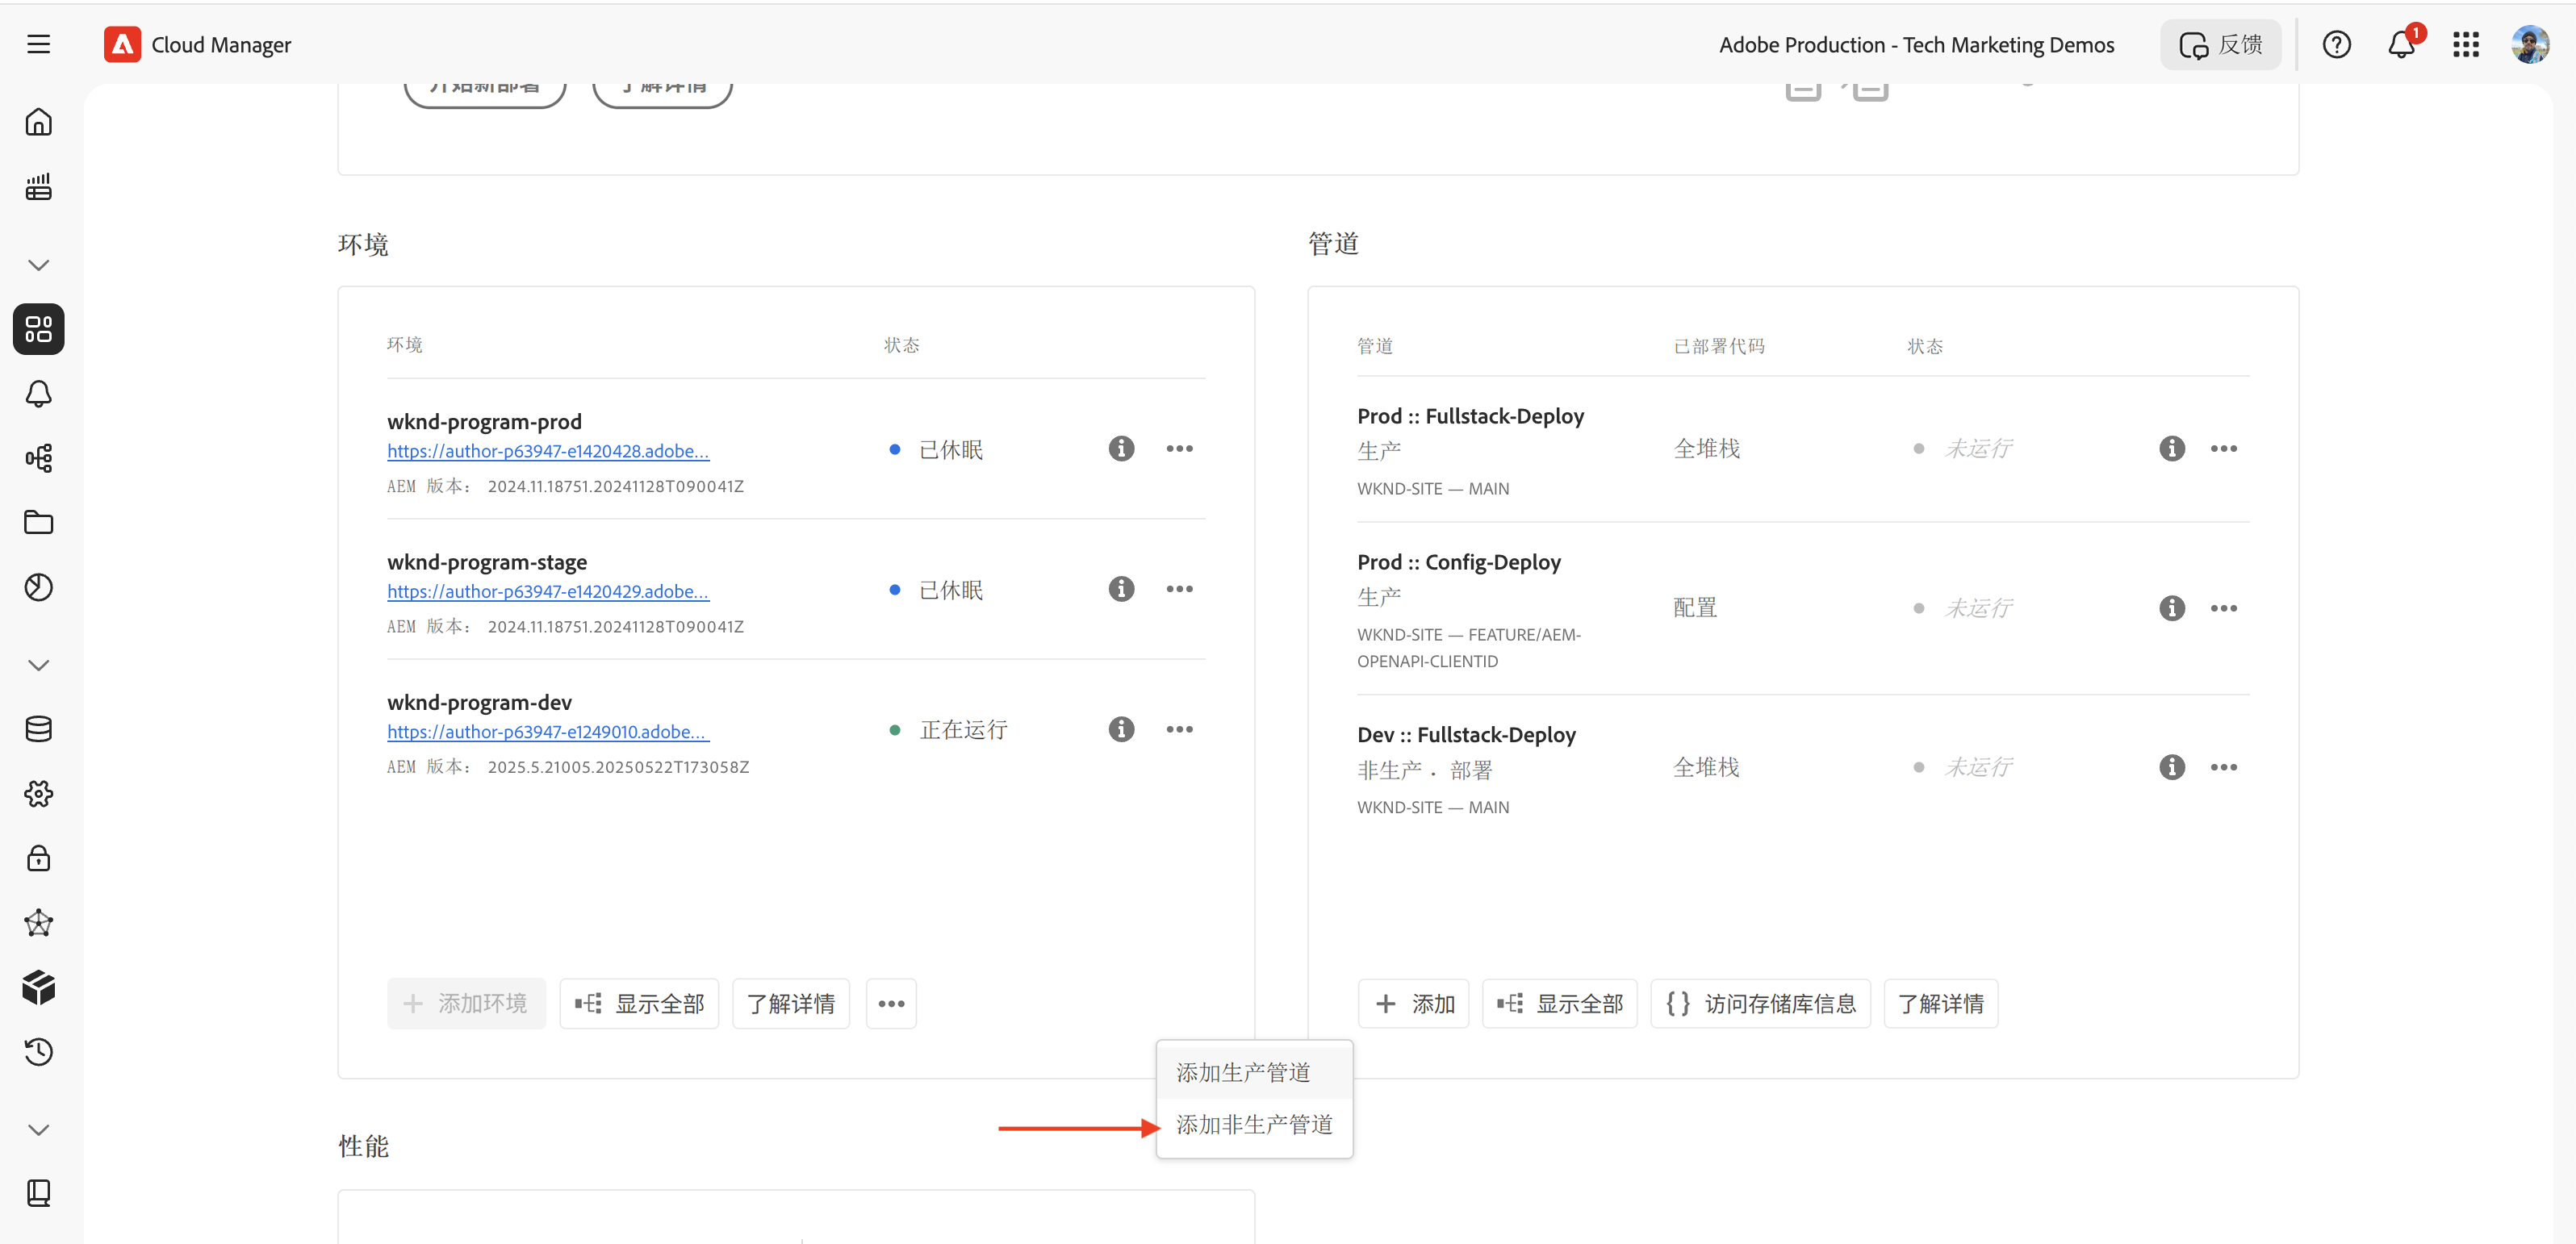 Cloud Manager
Adobe Production - Tech Marketing Demos
反馈
1
开始新部署
了解详情
环境
环境
状态
wknd-program-prod
https://author-p63947-e1420428.adobe...
已休眠
AEM 版本： 2024.11.18751.20241128T090041Z
wknd-program-stage
https://author-p63947-e1420429.adobe...
已休眠
AEM 版本： 2024.11.18751.20241128T090041Z
wknd-program-dev
https://author-p63947-e1249010.adobe...
正在运行
AEM 版本： 2025.5.21005.20250522T173058Z
添加环境
显示全部
了解详情
管道
管道
已部署代码
状态
Prod :: Fullstack-Deploy
生产
全堆栈
未运行
WKND-SITE — MAIN
Prod :: Config-Deploy
生产
配置
未运行
WKND-SITE — FEATURE/AEM-
OPENAPI-CLIENTID
Dev :: Fullstack-Deploy
非生产 · 部署
全堆栈
未运行
WKND-SITE — MAIN
添加
显示全部
访问存储库信息
了解详情
添加生产管道
添加非生产管道
性能